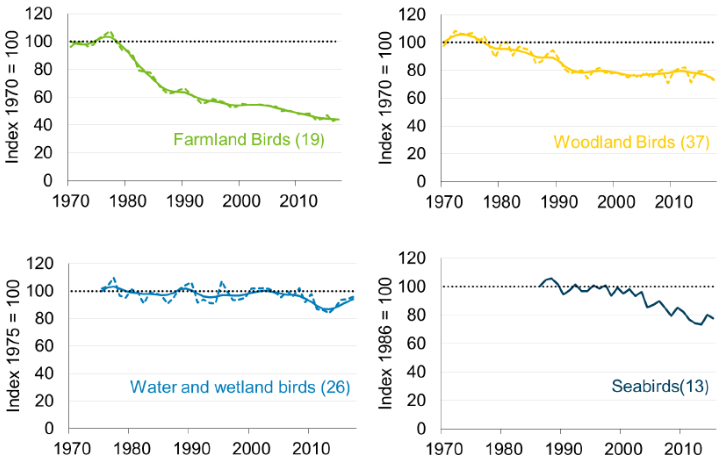 Index 1970 = 100
120
100
80
60
40
20
0
Farmland Birds (19)
1970 1980 1990 2000 2010
Index 1970 = 100
120
100
80
60
40
20
0
Woodland Birds (37)
1970 1980 1990 2000 2010
Index 1975 = 100
120
100
80
60
40
20
0
Water and wetland birds (26)
1970 1980 1990 2000 2010
Index 1986 = 100
120
100
80
60
40
20
0
Seabirds(13)
1970 1980 1990 2000 2010